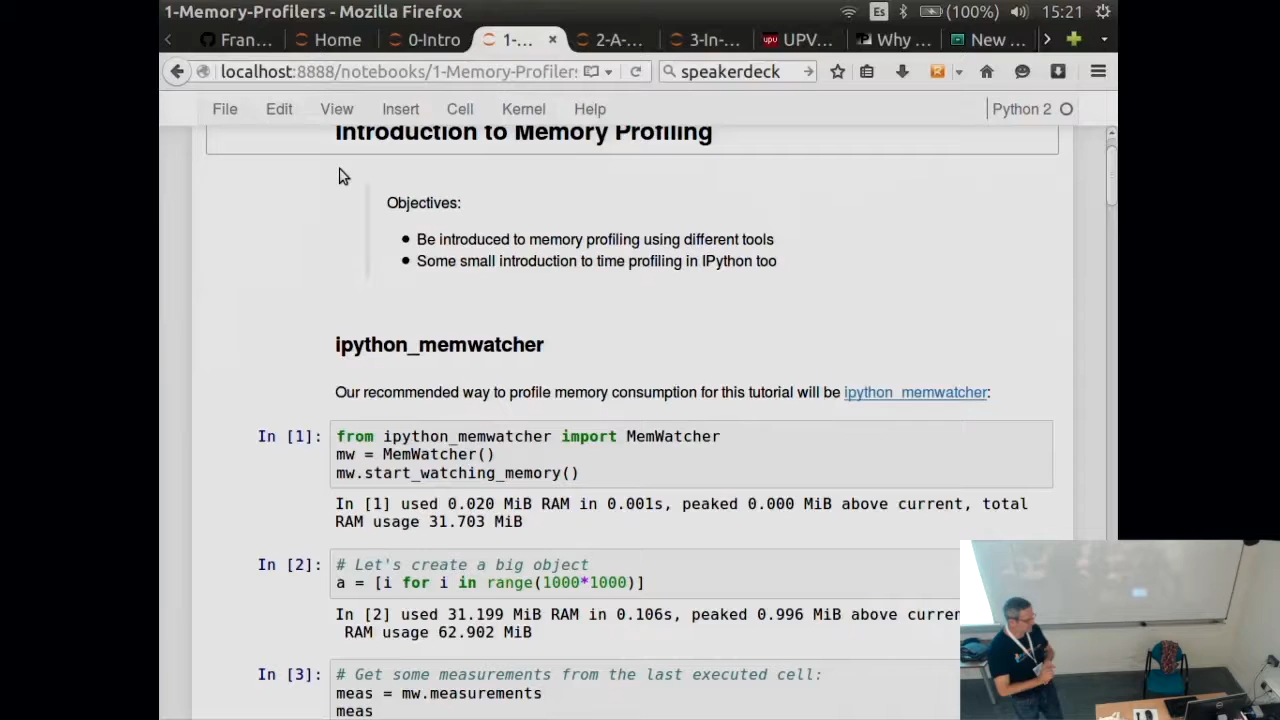 1-Memory-Profilers - Mozilla Firefox
Es
(100%)
15:21
Fran...
Home
0-Intro
1-...
2-A-...
3-In-...
upv
UPV...
Why ...
New ...
localhost:8888/notebooks/1-Memory-Profilers
speakerdeck
File
Edit
View
Insert
Cell
Kernel
Help
Python 2
Introduction to Memory Profiling
Objectives:
Be introduced to memory profiling using different tools
Some small introduction to time profiling in IPython too
ipython_memwatcher
Our recommended way to profile memory consumption for this tutorial will be ipython_memwatcher:
In [1]: from ipython_memwatcher import MemWatcher
mw = MemWatcher()
mw.start_watching_memory()
In [1] used 0.020 MiB RAM in 0.001s, peaked 0.000 MiB above current, total
RAM usage 31.703 MiB
In [2]: # Let's create a big object
a = [i for i in range(1000*1000)]
In [2] used 31.199 MiB RAM in 0.106s, peaked 0.996 MiB above curren
RAM usage 62.902 MiB
In [3]: # Get some measurements from the last executed cell:
meas = mw.measurements
meas